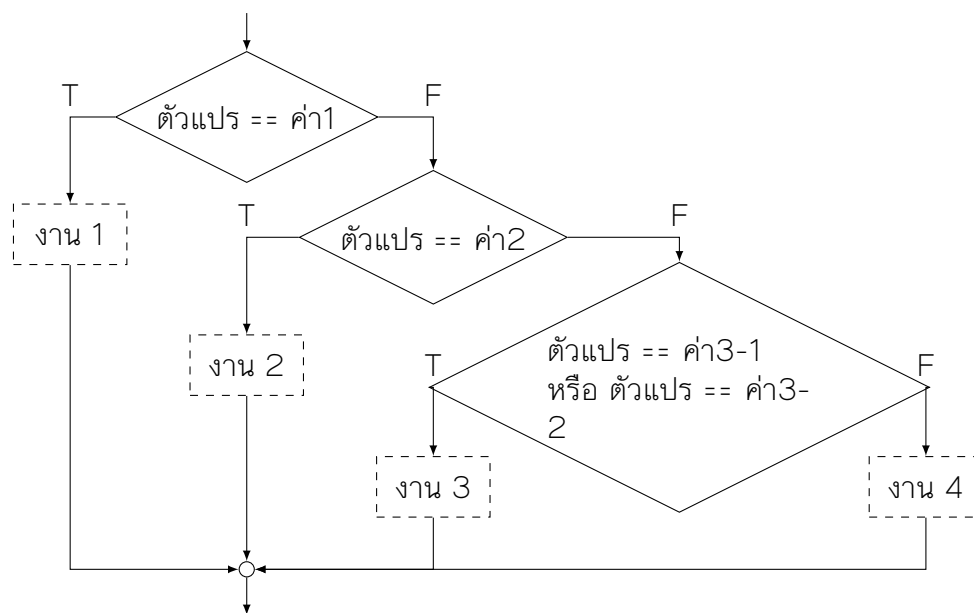 T
F
ตัวแปร == ค่า1
T
F
งาน 1
ตัวแปร == ค่า2
งาน 2
T
F
ตัวแปร == ค่า3-1
หรือ ตัวแปร == ค่า3-
2
งาน 3
งาน 4